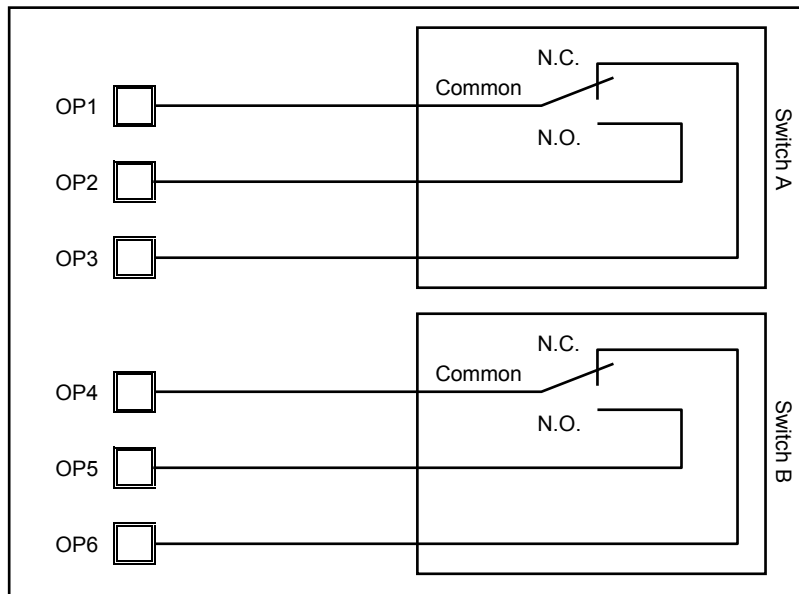 N.C.
Common
OP1
N.O.
OP2
OP3
Switch A
N.C.
Common
OP4
N.O.
OP5
OP6
Switch B